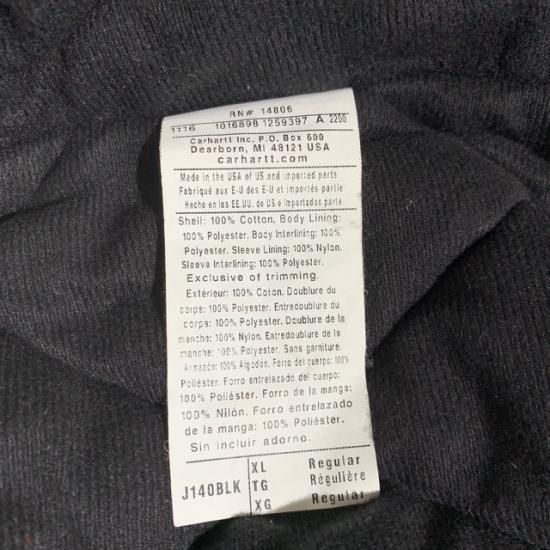 RN# 14806
1116 1016898 1259397 A 2200
Carhartt Inc. P.O. Box 600
Dearborn, MI 48121 USA
carhartt.com
Made in the USA of US and imported parts
Fabriqué aux E-U des E-U et importés parts
Hecho en los EE.UU. de US e importados parte
Shell: 100% Cotton. Body Lining:
100% Polyester. Body Interlining: 100%
Polyester. Sleeve Lining: 100% Nylon.
Sleeve Interlining: 100% Polyester.
Exclusive of trimming.
Extérieur: 100% Coton. Doublure du
corps: 100% Polyester. Entredoublure du
corps: 100% Polyester. Doublure de la
manche: 100% Nylon. Entredoublure de la
manche: 100% Polyester. Sans garniture.
Armazón: 100% Algodon. Forro del cuerpo: 100%
Poliéster. Forro entrelazado del cuerpo:
100% Poliéster. Forro de la manga:
100% Nilón. Forro entrelazado
de la manga: 100% Poliéster.
Sin incluir adorno.
J140BLK
XL Regular
TG Régulière
XG Regular